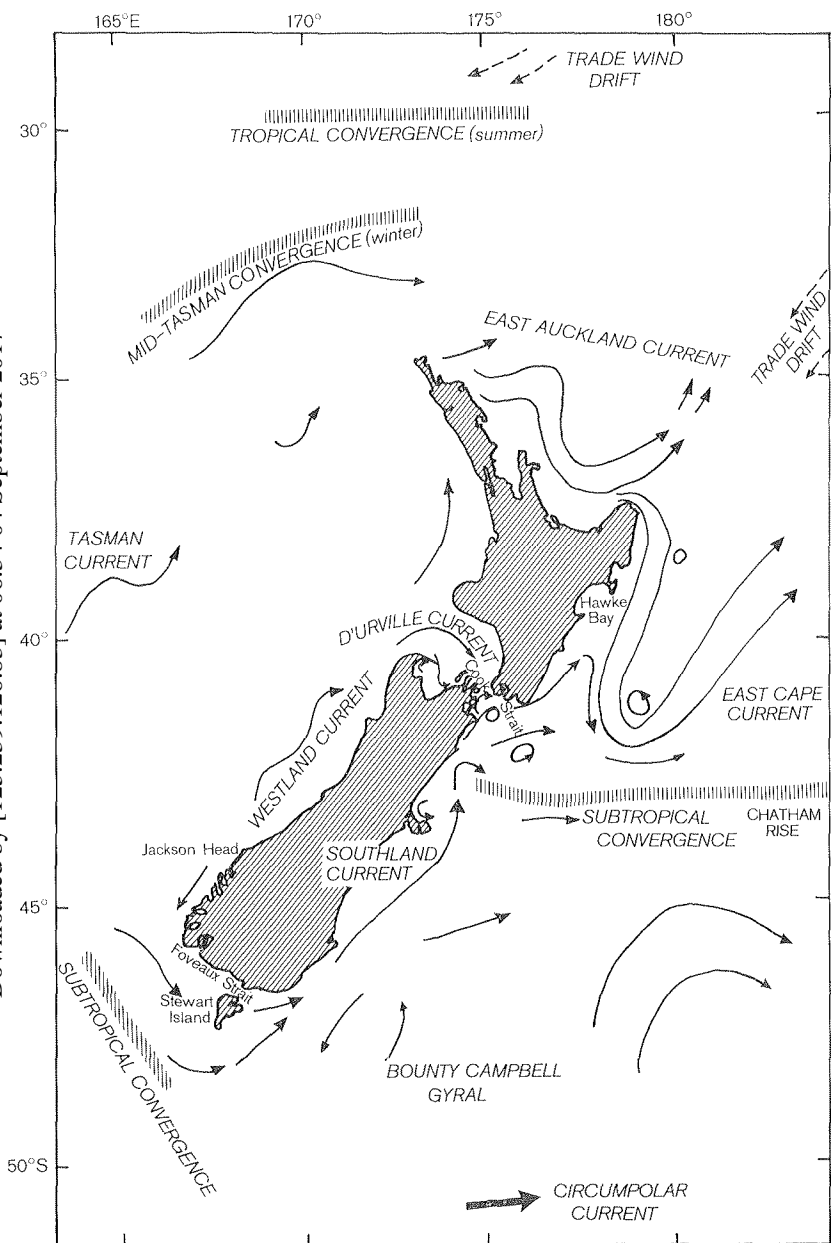 165°E
170°
175°
180°
TRADE WIND
DRIFT
30°
TROPICAL CONVERGENCE (summer)
MID-TASMAN CONVERGENCE (winter)
EAST AUCKLAND CURRENT
TRADE WIND
DRIFT
35°
TASMAN
CURRENT
Hawke
Bay
D'URVILLE CURRENT
40°
Cook
Strait
EAST CAPE
CURRENT
WESTLAND CURRENT
SUBTROPICAL
CONVERGENCE
CHATHAM
RISE
Jackson Head
SOUTHLAND
CURRENT
45°
Foveaux Strait
Stewart
Island
SUBTROPICAL CONVERGENCE
BOUNTY CAMPBELL
GYRAL
50°S
CIRCUMPOLAR
CURRENT